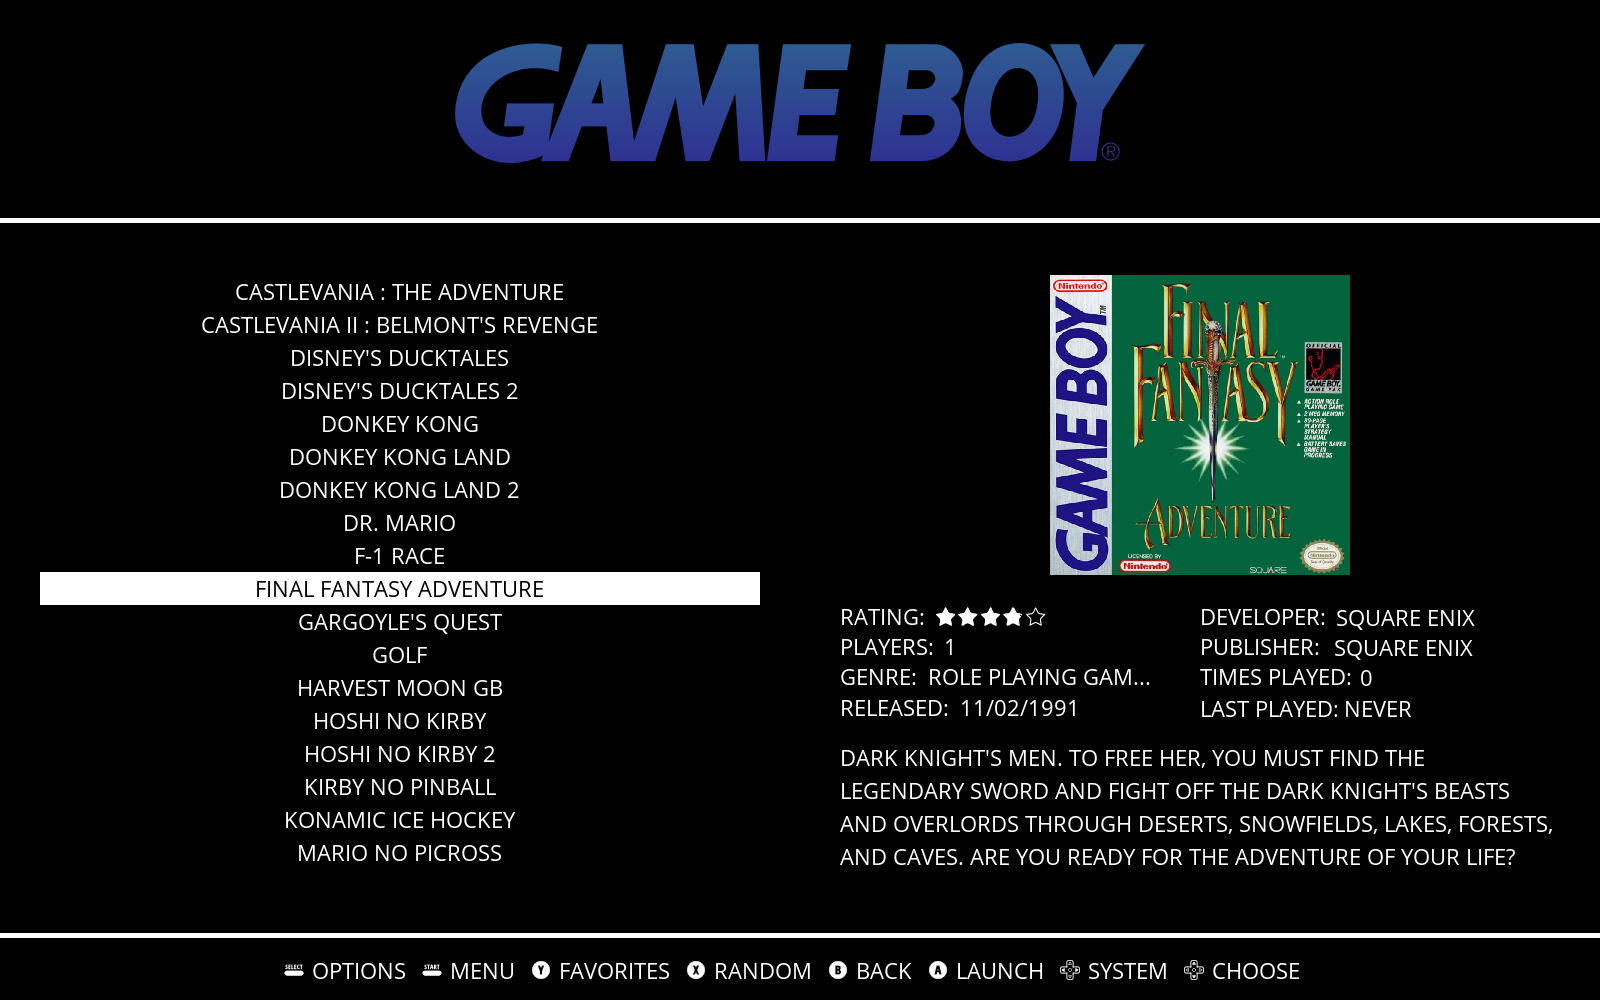 GAME BOY®
CASTLEVANIA : THE ADVENTURE
CASTLEVANIA II : BELMONT'S REVENGE
DISNEY'S DUCKTALES
DISNEY'S DUCKTALES 2
DONKEY KONG
DONKEY KONG LAND
DONKEY KONG LAND 2
DR. MARIO
F-1 RACE
FINAL FANTASY ADVENTURE
GARGOYLE'S QUEST
GOLF
HARVEST MOON GB
HOSHI NO KIRBY
HOSHI NO KIRBY 2
KIRBY NO PINBALL
KONAMIC ICE HOCKEY
MARIO NO PICROSS
Nintendo
GAME BOY™
FINAL
FANTASY
ADVENTURE
OFFICIAL
GAME BOY
GAME PAK
ACTION ROLE
PLAYING GAME
2 MEG MEMORY
PLAYER'S
STRATEGY
MANUAL
BATTERY SAVES
GAME IN
PROGRESS
LICENSED BY
Nintendo
SQUARE
Official
Nintendo
Seal of Quality
RATING:
PLAYERS: 1
GENRE: ROLE PLAYING GAM...
RELEASED: 11/02/1991
DEVELOPER: SQUARE ENIX
PUBLISHER: SQUARE ENIX
TIMES PLAYED: 0
LAST PLAYED: NEVER
DARK KNIGHT'S MEN. TO FREE HER, YOU MUST FIND THE
LEGENDARY SWORD AND FIGHT OFF THE DARK KNIGHT'S BEASTS
AND OVERLORDS THROUGH DESERTS, SNOWFIELDS, LAKES, FORESTS,
AND CAVES. ARE YOU READY FOR THE ADVENTURE OF YOUR LIFE?
SELECT OPTIONS START MENU Y FAVORITES X RANDOM B BACK A LAUNCH SYSTEM CHOOSE